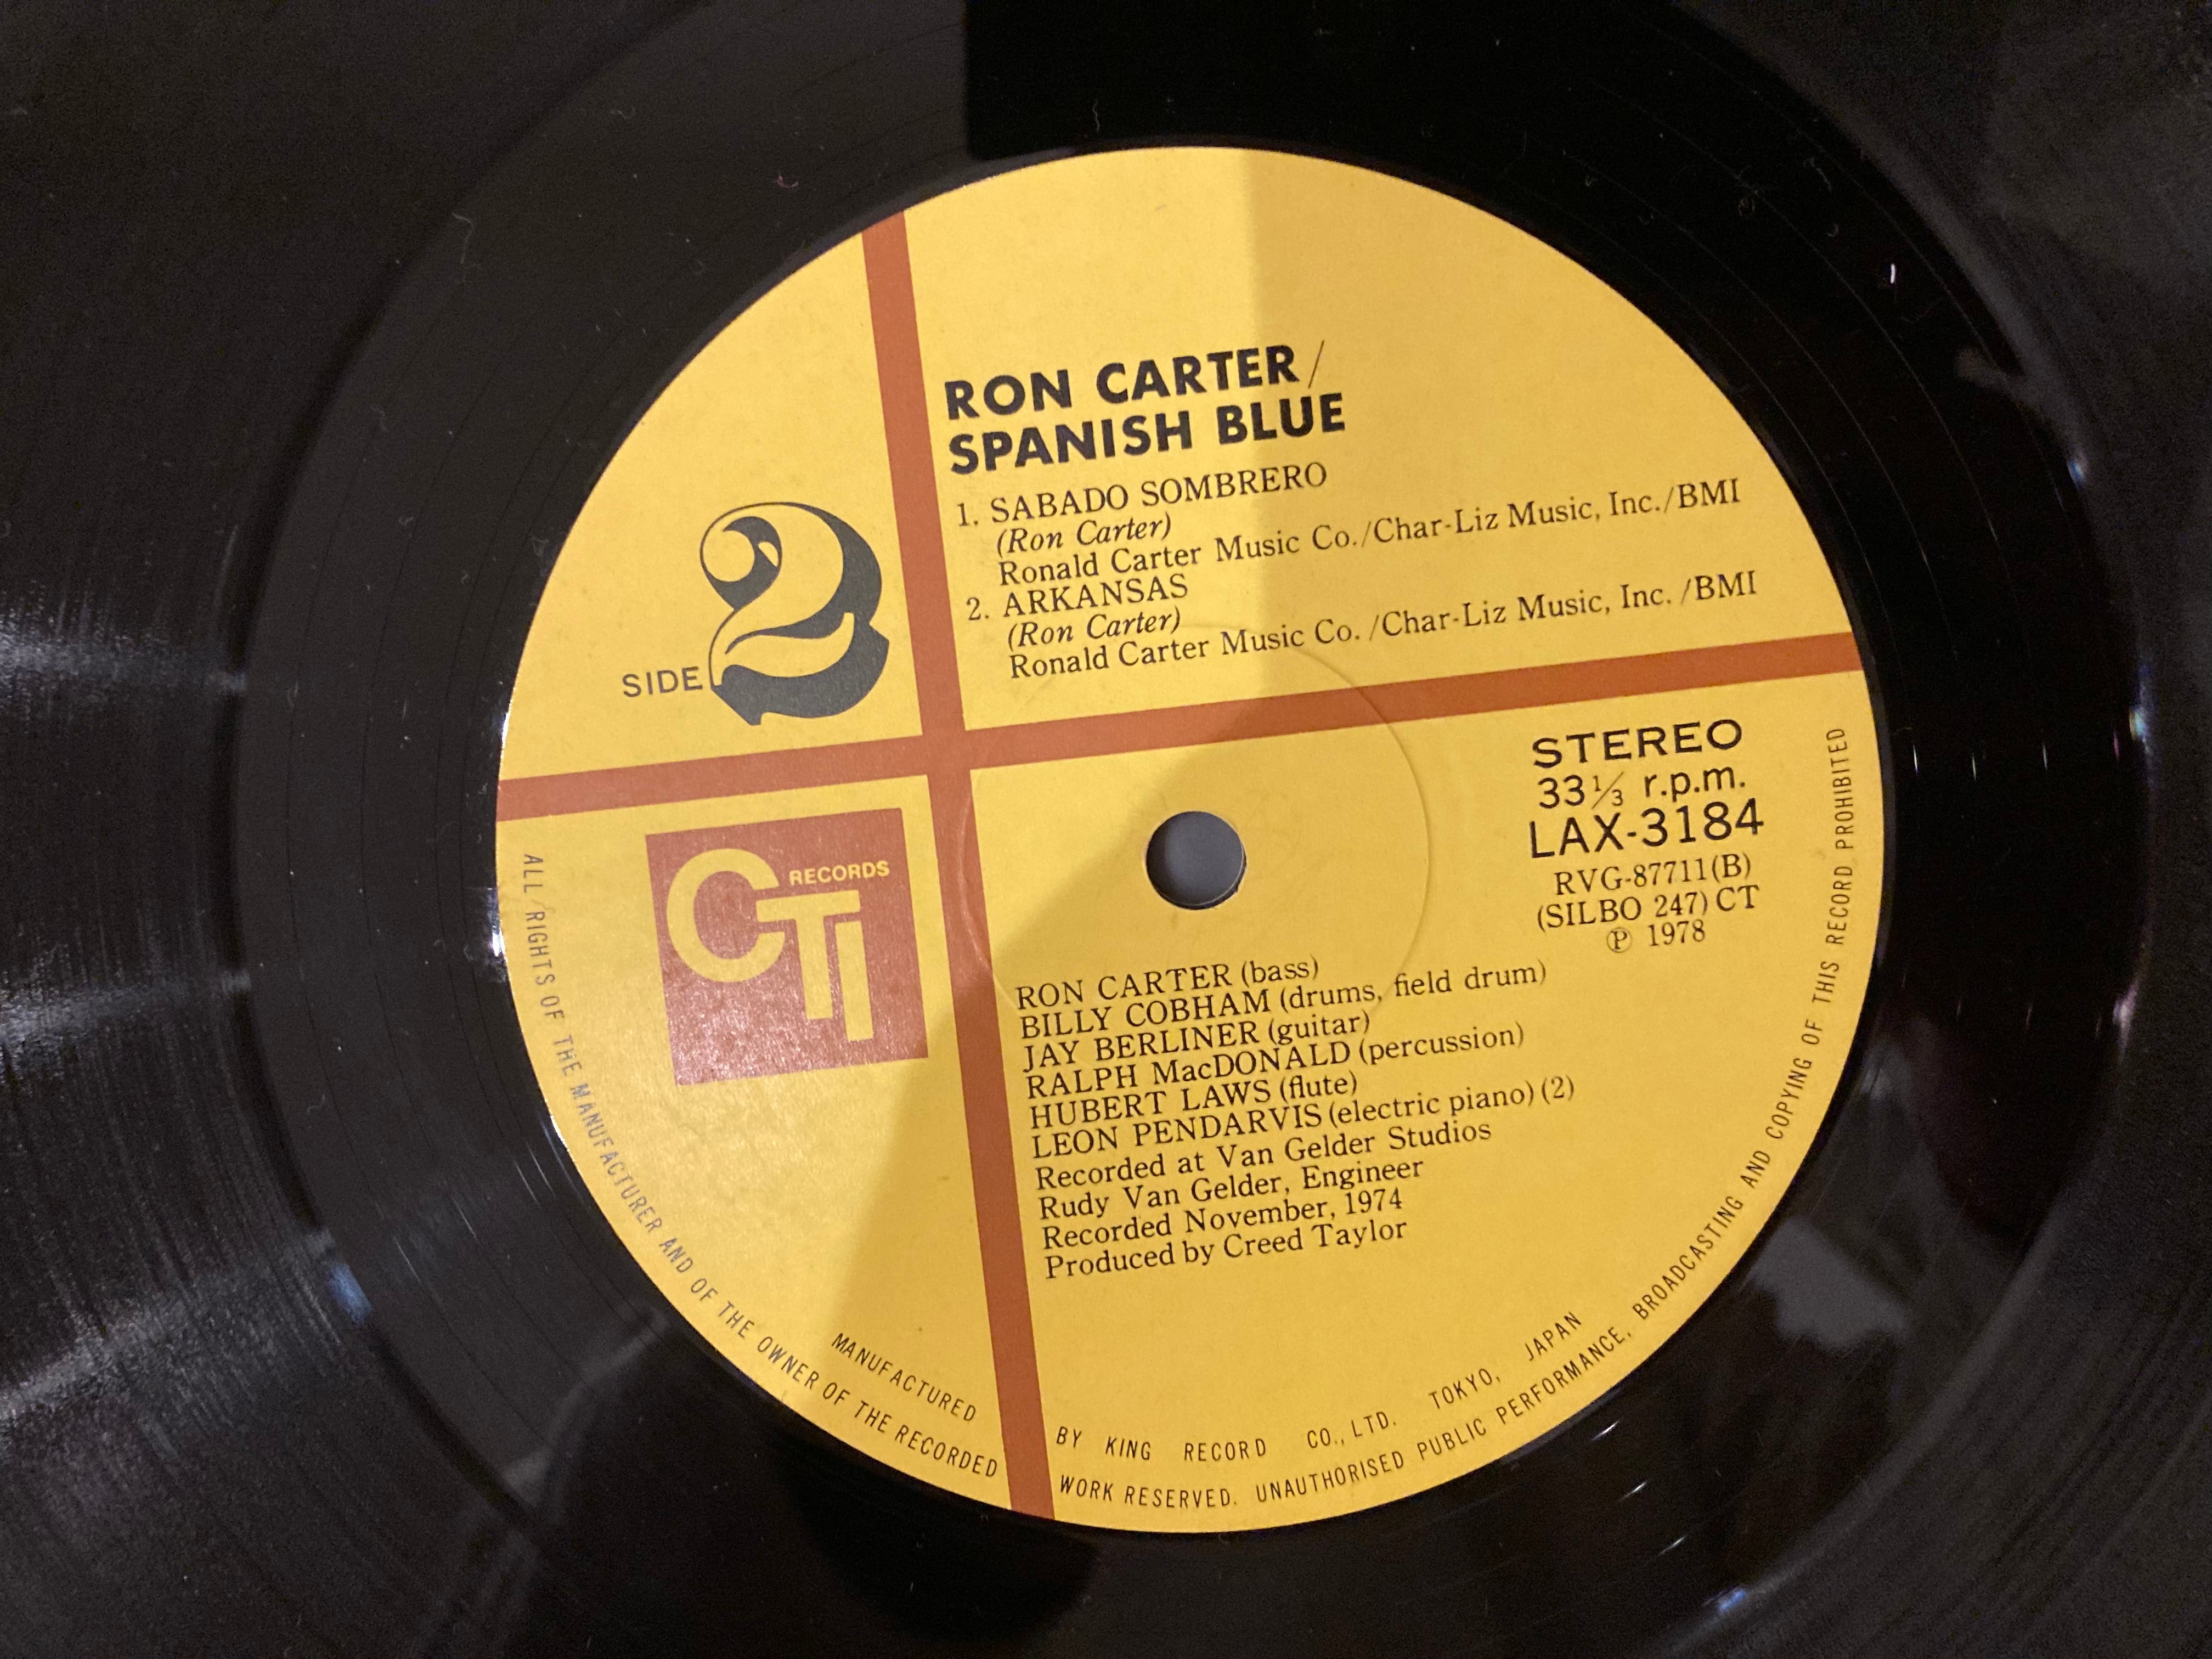 RON CARTER/
SPANISH BLUE
1. SABADO SOMBRERO
(Ron Carter)
Ronald Carter Music Co./Char-Liz Music, Inc./BMI
2. ARKANSAS
(Ron Carter)
Ronald Carter Music Co. /Char-Liz Music, Inc. /BMI
SIDE 2
STEREO
33 1/3 r.p.m.
LAX-3184
RVG-87711(B)
(SILBO 247) CT
Ⓟ 1978
CTI RECORDS
RON CARTER (bass)
BILLY COBHAM (drums, field drum)
JAY BERLINER (guitar)
RALPH MacDONALD (percussion)
HUBERT LAWS (flute)
LEON PENDARVIS (electric piano) (2)
Recorded at Van Gelder Studios
Rudy Van Gelder, Engineer
Recorded November, 1974
Produced by Creed Taylor
MANUFACTURED BY KING RECORD CO., LTD. TOKYO, JAPAN
ALL RIGHTS OF THE MANUFACTURER AND OF THE OWNER OF THE RECORDED WORK RESERVED. UNAUTHORISED PUBLIC PERFORMANCE, BROADCASTING AND COPYING OF THIS RECORD PROHIBITED